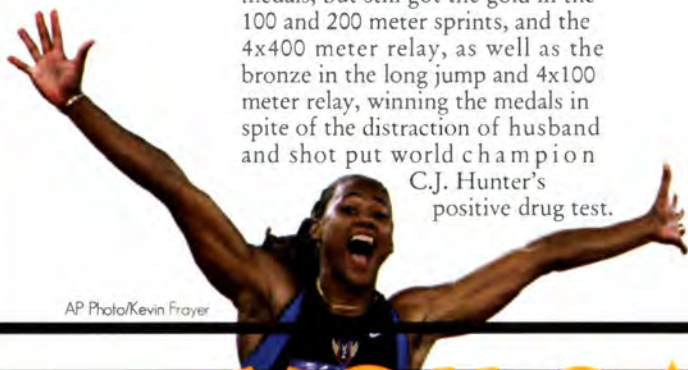 100 and 200 meter sprints, and the
4x400 meter relay, as well as the
bronze in the long jump and 4x100
meter relay, winning the medals in
spite of the distraction of husband
and shot put world champion
C.J. Hunter's
positive drug test.
AP Photo/Kevin Frayer